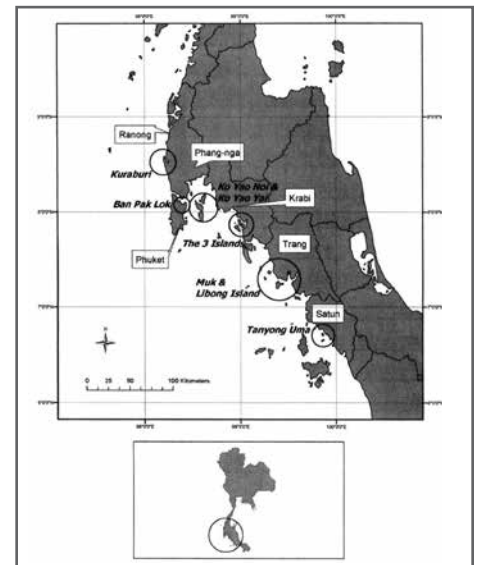 Ranong
Phang-nga
Kuraburi
Ko Yao Noi &
Ko Yao Yai
Ban Pak Lok
Krabi
The 3 Islands
Trang
Phuket
Muk &
Libong Island
Satun
Tanyong Uma
N
0 25 50 100 Kilometers